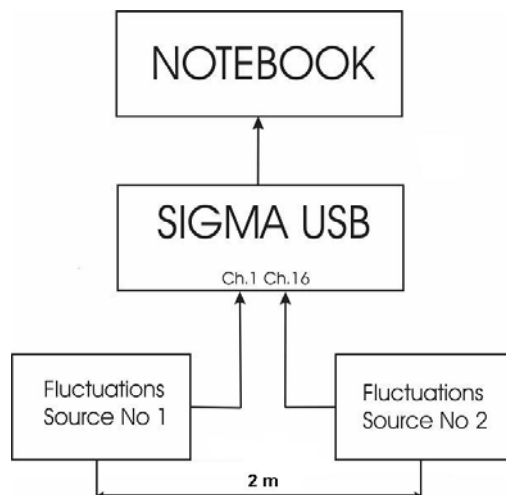 NOTEBOOK
SIGMA USB
Ch.1 Ch.16
Fluctuations
Source No 1
Fluctuations
Source No 2
2 m